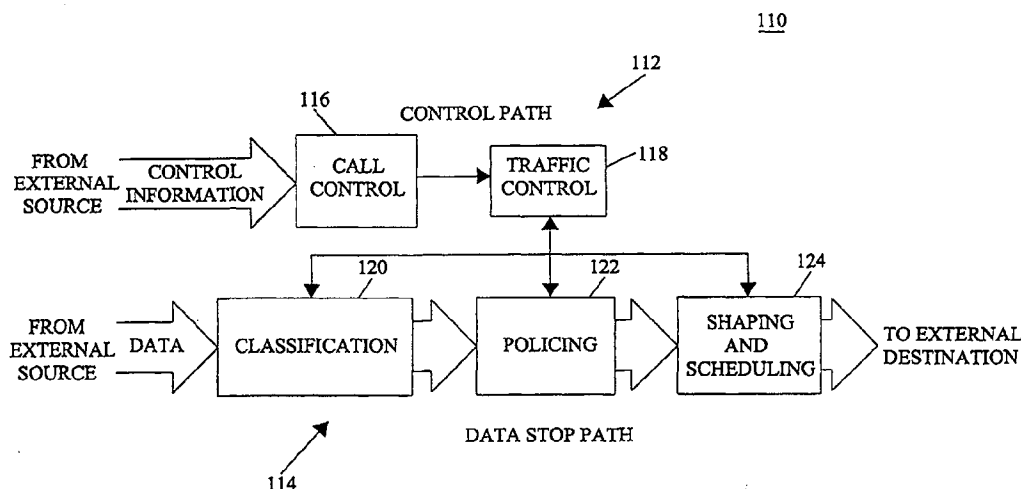 110
112
116
CONTROL PATH
118
FROM
EXTERNAL
SOURCE
CONTROL
INFORMATION
CALL
CONTROL
TRAFFIC
CONTROL
120
122
124
FROM
EXTERNAL
SOURCE
DATA
CLASSIFICATION
POLICING
SHAPING
AND
SCHEDULING
TO EXTERNAL
DESTINATION
DATA STOP PATH
114